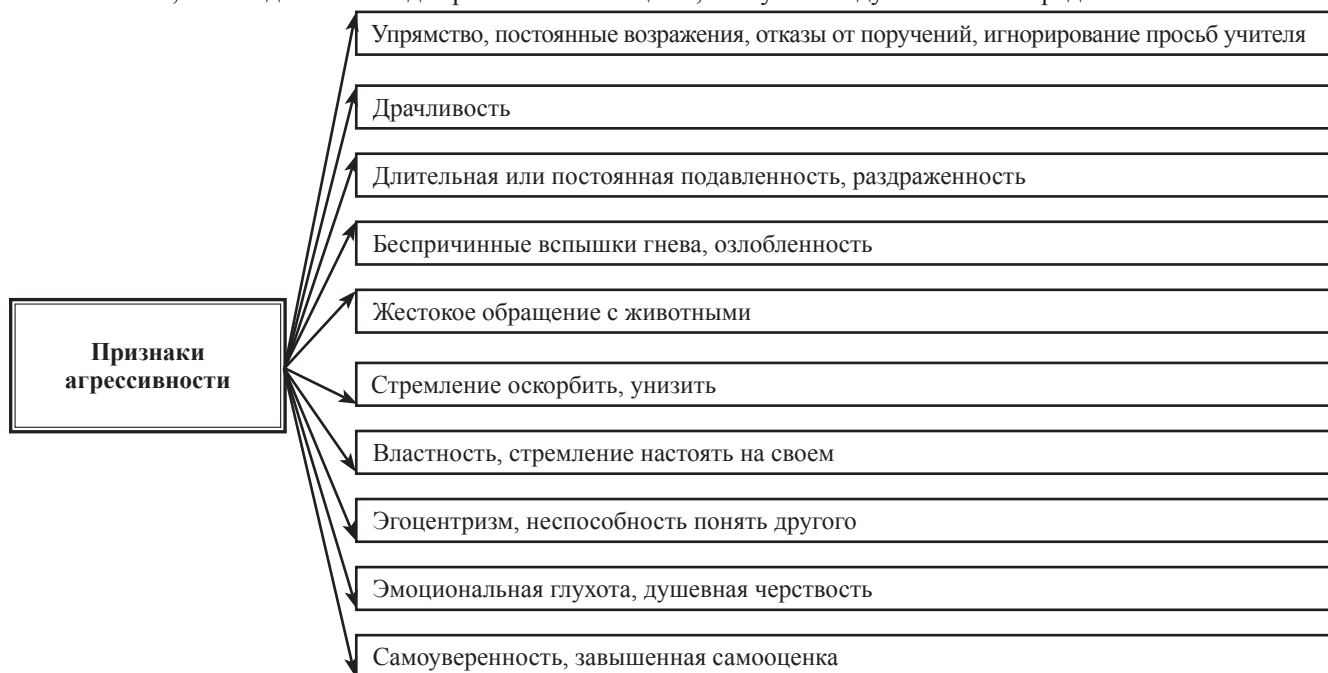 Упрямство, постоянные возражения, отказы от поручений, игнорирование просьб учителя
Драчливость
Длительная или постоянная подавленность, раздраженность
Беспричинные вспышки гнева, озлобленность
Жестокое обращение с животными
Признаки
агрессивности
Стремление оскорбить, унизить
Властность, стремление настоять на своем
Эгоцентризм, неспособность понять другого
Эмоциональная глухота, душевная черствость
Самоуверенность, завышенная самооценка